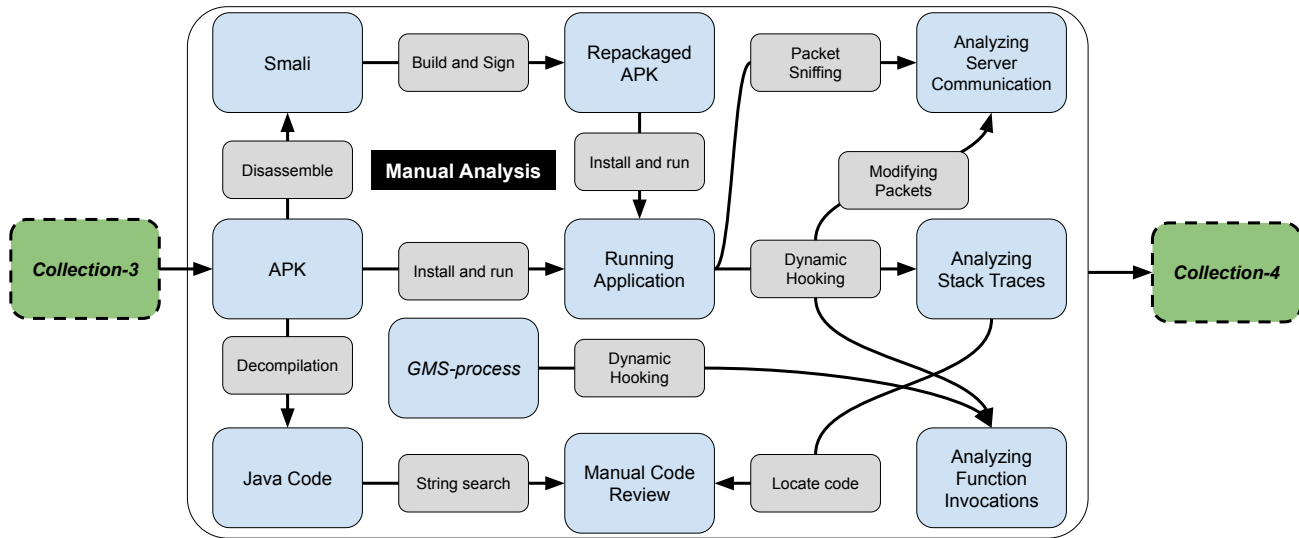 Smali
Build and Sign
Repackaged
APK
Packet
Sniffing
Analyzing
Server
Communication
Disassemble
Manual Analysis
Install and run
Modifying
Packets
Collection-3
APK
Install and run
Running
Application
Dynamic
Hooking
Analyzing
Stack Traces
Collection-4
Decompilation
GMS-process
Dynamic
Hooking
Java Code
String search
Manual Code
Review
Locate code
Analyzing
Function
Invocations